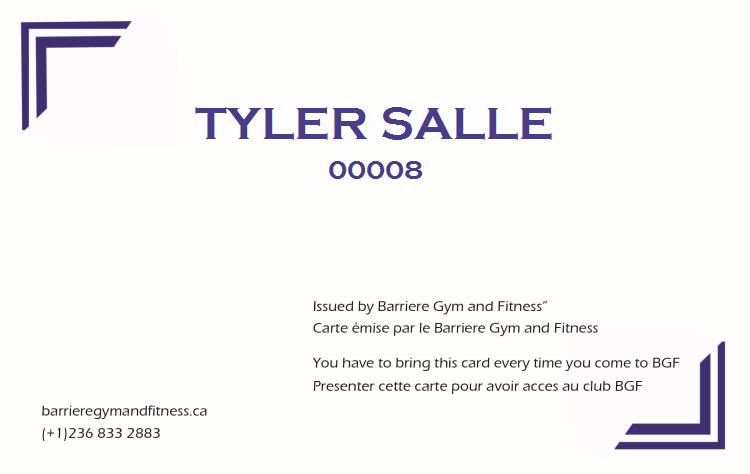 TYLER SALLE
00008
Issued by Barriere Gym and Fitness”
Carte émise par le Barriere Gym and Fitness
You have to bring this card every time you come to BGF
Presenter cette carte pour avoir acces au club BGF
barrieregymandfitness.ca
(+1)236 833 2883